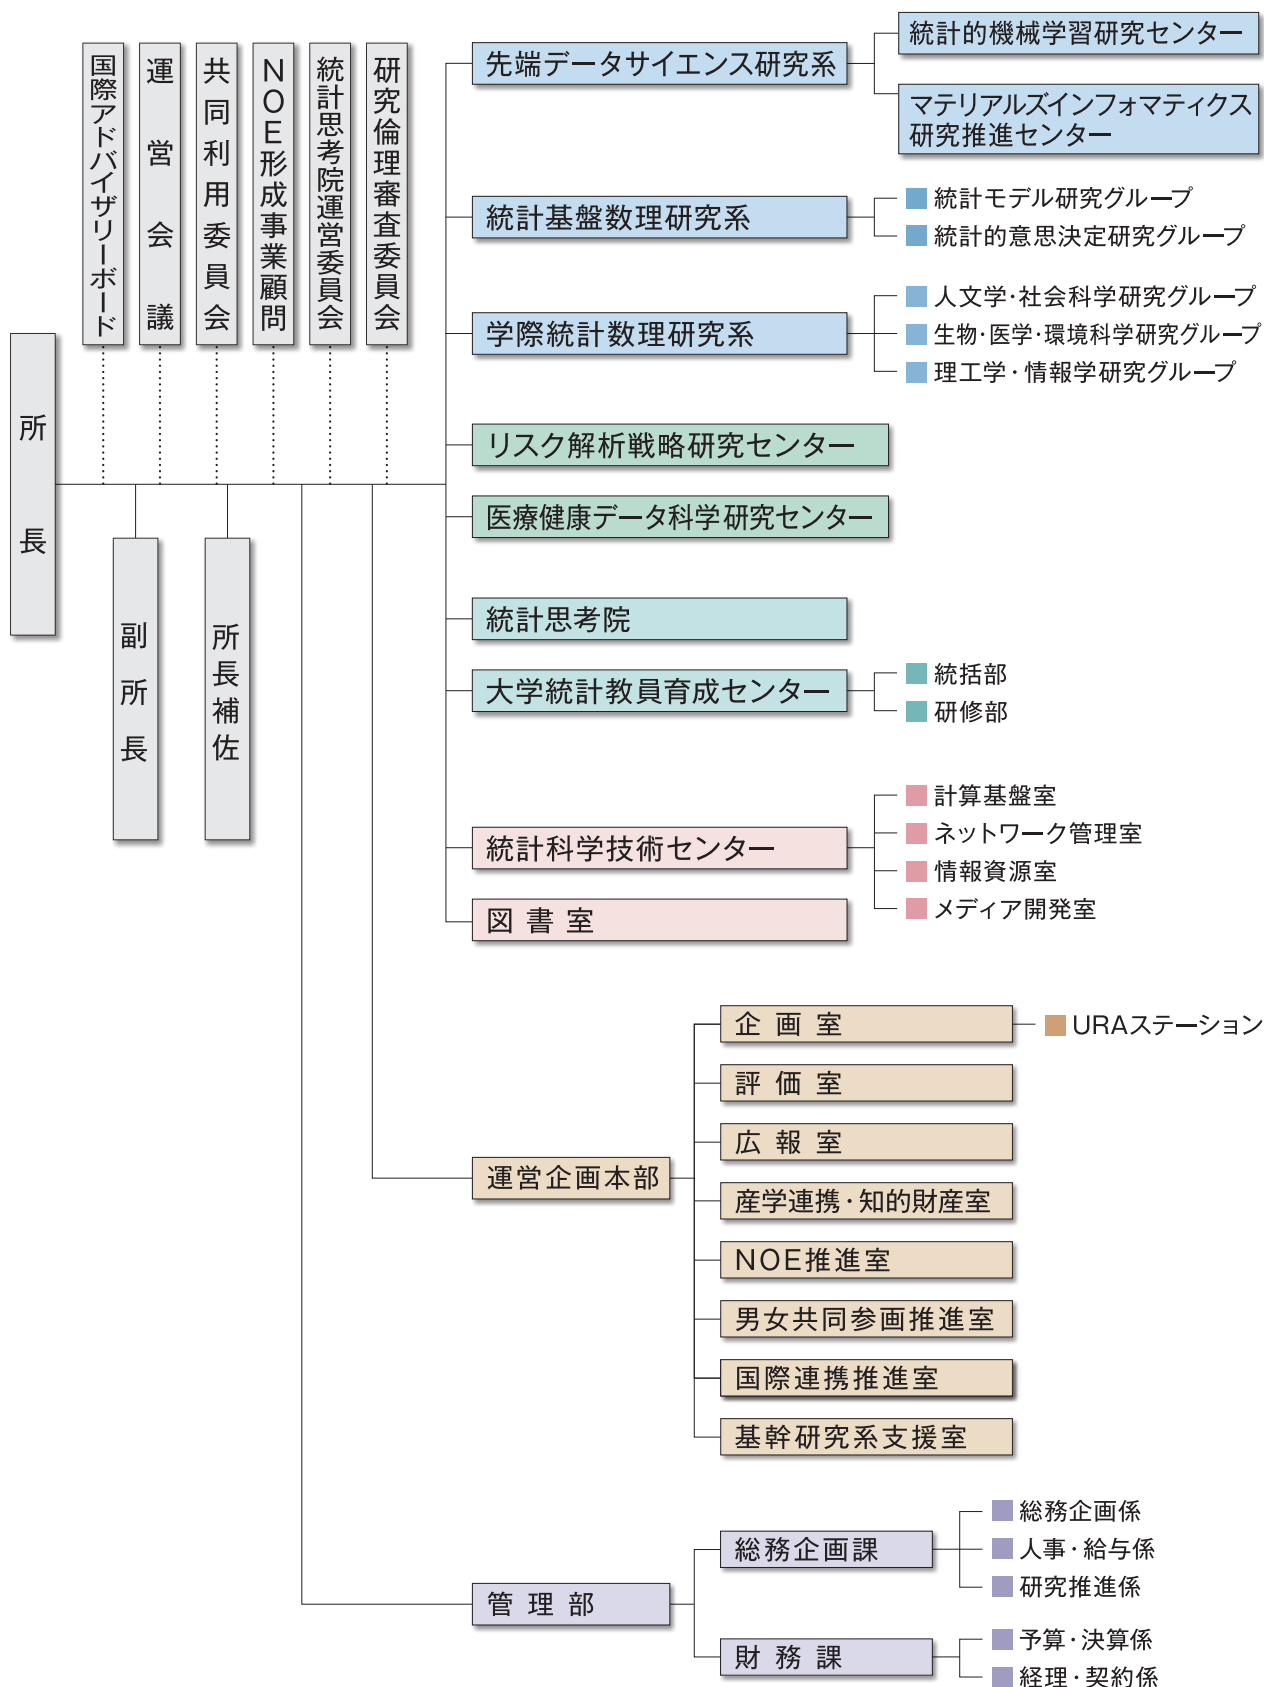 国際アドバイザリーボード
運営会議
共同利用委員会
NOE形成事業顧問
統計思考院運営委員会
研究倫理審査委員会
所長
副所長
所長補佐
先端データサイエンス研究系
統計的機械学習研究センター
マテリアルズインフォマティクス
研究推進センター
統計基盤数理研究系
統計モデル研究グループ
統計的意思決定研究グループ
学際統計数理研究系
人文学・社会科学研究グループ
生物・医学・環境科学研究グループ
理工学・情報学研究グループ
リスク解析戦略研究センター
医療健康データ科学研究センター
統計思考院
大学統計教員育成センター
統括部
研修部
統計科学技術センター
計算基盤室
ネットワーク管理室
情報資源室
メディア開発室
図書室
運営企画本部
企画室
URAステーション
評価室
広報室
産学連携・知的財産室
NOE推進室
男女共同参画推進室
国際連携推進室
基幹研究系支援室
管理部
総務企画課
総務企画係
人事・給与係
研究推進係
財務課
予算・決算係
経理・契約係